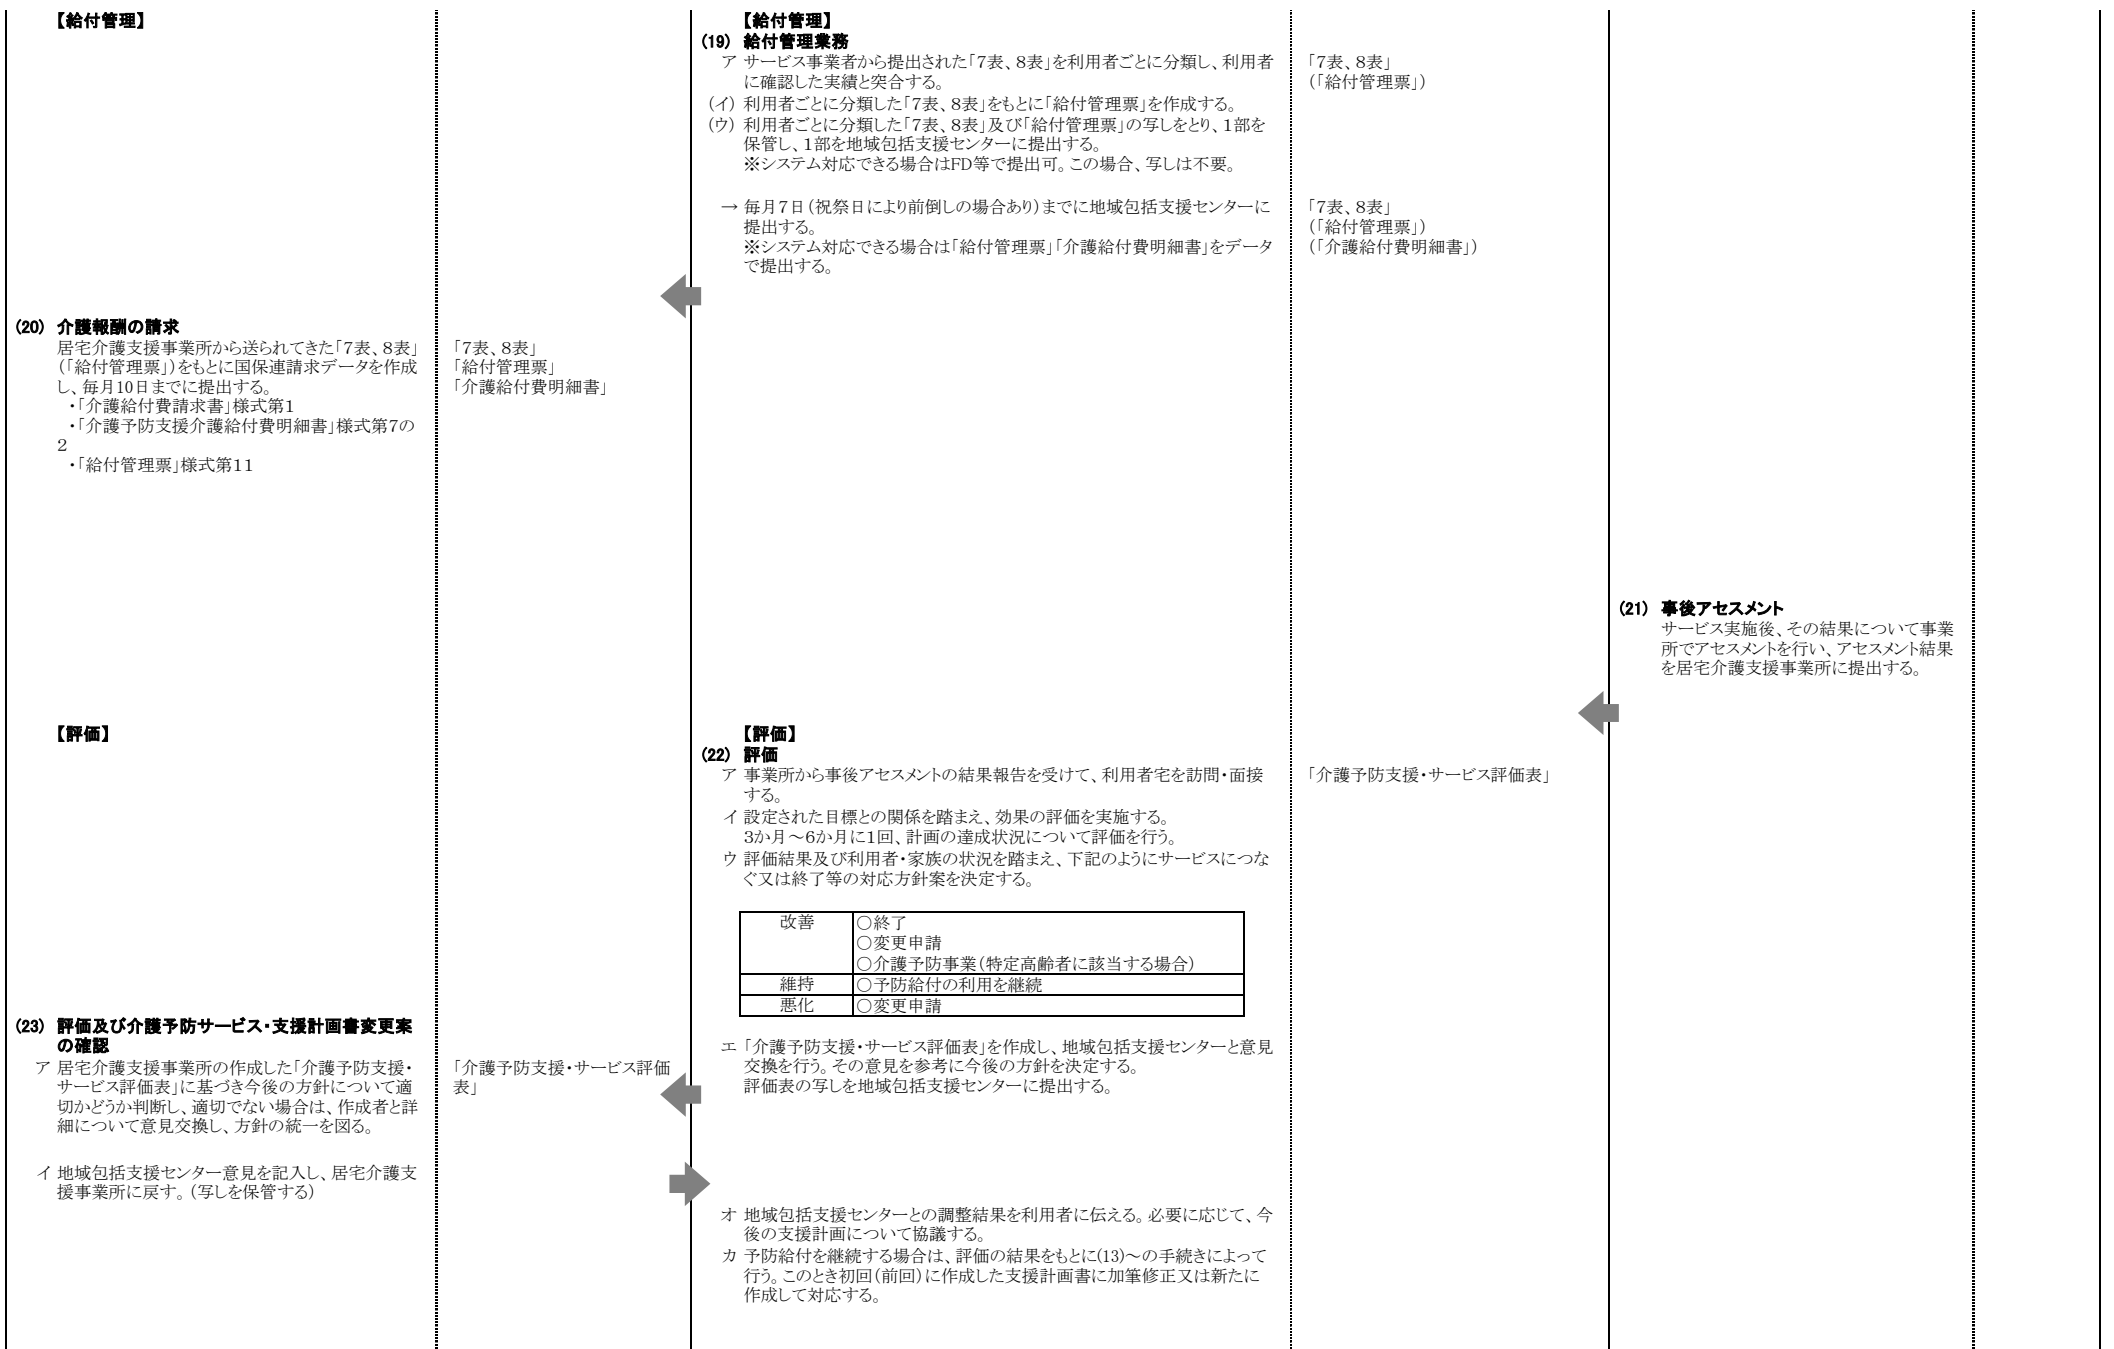 【給付管理】
【給付管理】
(19) 給付管理業務
ア サービス事業者から提出された「7表、8表」を利用者ごとに分類し、利用者
に確認した実績と突合する。
「7表、8表」
(「給付管理票」)
(イ) 利用者ごとに分類した「7表、8表」をもとに「給付管理票」を作成する。
(ウ) 利用者ごとに分類した「7表、8表」及び「給付管理票」の写しをとり、1部を
保管し、1部を地域包括支援センターに提出する。
※システム対応できる場合はFD等で提出可。この場合、写しは不要。
→ 毎月7日(祝祭日により前倒しの場合あり)までに地域包括支援センターに
提出する。
※システム対応できる場合は「給付管理票」「介護給付費明細書」をデータ
で提出する。
「7表、8表」
(「給付管理票」)
(「介護給付費明細書」)
(20) 介護報酬の請求
居宅介護支援事業所から送られてきた「7表、8表」
(「給付管理票」)をもとに国保連請求データを作成
し、毎月10日までに提出する。
・「介護給付費請求書」様式第1
・「介護予防支援介護給付費明細書」様式第7の
2
・「給付管理票」様式第11
「7表、8表」
「給付管理票」
「介護給付費明細書」
(21) 事後アセスメント
サービス実施後、その結果について事業
所でアセスメントを行い、アセスメント結果
を居宅介護支援事業所に提出する。
【評価】
【評価】
(22) 評価
ア 事業所から事後アセスメントの結果報告を受けて、利用者宅を訪問・面接
する。
「介護予防支援・サービス評価表」
イ 設定された目標との関係を踏まえ、効果の評価を実施する。
3か月～6か月に1回、計画の達成状況について評価を行う。
ウ 評価結果及び利用者・家族の状況を踏まえ、下記のようにサービスにつな
ぐ又は終了等の対応方針案を決定する。
改善 ○終了
○変更申請
○介護予防事業(特定高齢者に該当する場合)
維持 ○予防給付の利用を継続
悪化 ○変更申請
(23) 評価及び介護予防サービス・支援計画書変更案
の確認
ア 居宅介護支援事業所の作成した「介護予防支援・
サービス評価表」に基づき今後の方針について適
切かどうか判断し、適切でない場合は、作成者と詳
細について意見交換し、方針の統一を図る。
「介護予防支援・サービス評価
表」
エ 「介護予防支援・サービス評価表」を作成し、地域包括支援センターと意見
交換を行う。その意見を参考に今後の方針を決定する。
評価表の写しを地域包括支援センターに提出する。
イ 地域包括支援センター意見を記入し、居宅介護支
援事業所に戻す。(写しを保管する)
オ 地域包括支援センターとの調整結果を利用者に伝える。必要に応じて、今
後の支援計画について協議する。
カ 予防給付を継続する場合は、評価の結果をもとに(13)～の手続きによって
行う。このとき初回(前回)に作成した支援計画書に加筆修正又は新たに
作成して対応する。